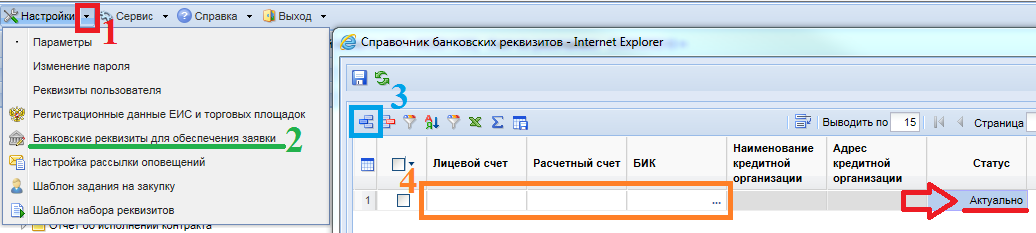 Настройки Сервис Справка Выход
1
Параметры
Изменение пароля
Реквизиты пользователя
Регистрационные данные ЕИС и торговых площадок
Банковские реквизиты для обеспечения заявки 2
Настройка рассылки оповещений
Шаблон задания на закупку
Шаблон набора реквизитов
Отчет об исполнении контракта
Справочник банковских реквизитов - Internet Explorer
3
Выводить по 15 Страница
Лицевой счет Расчетный счет БИК Наименование кредитной организации Адрес кредитной организации Статус
4
1 ... Актуально